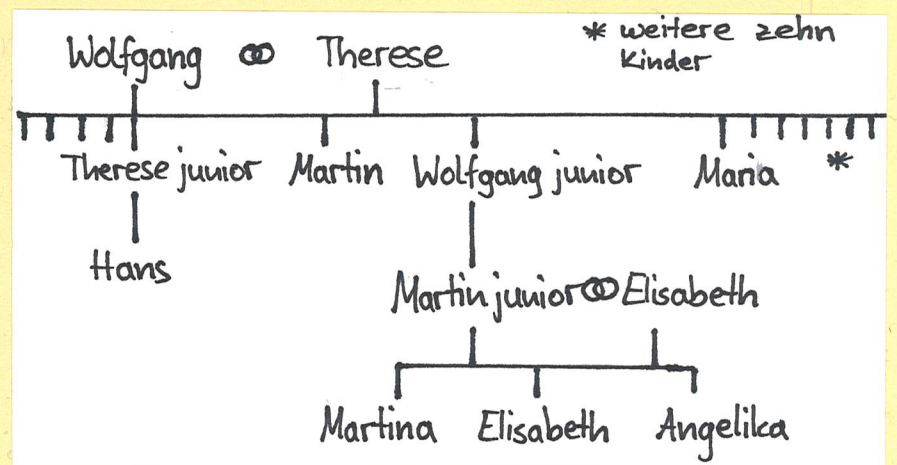 Wolfgang ⚭ Therese
* weitere zehn
Kinder
Therese junior Martin Wolfgang junior Maria *
Hans
Martin junior ⚭ Elisabeth
Martina Elisabeth Angelika